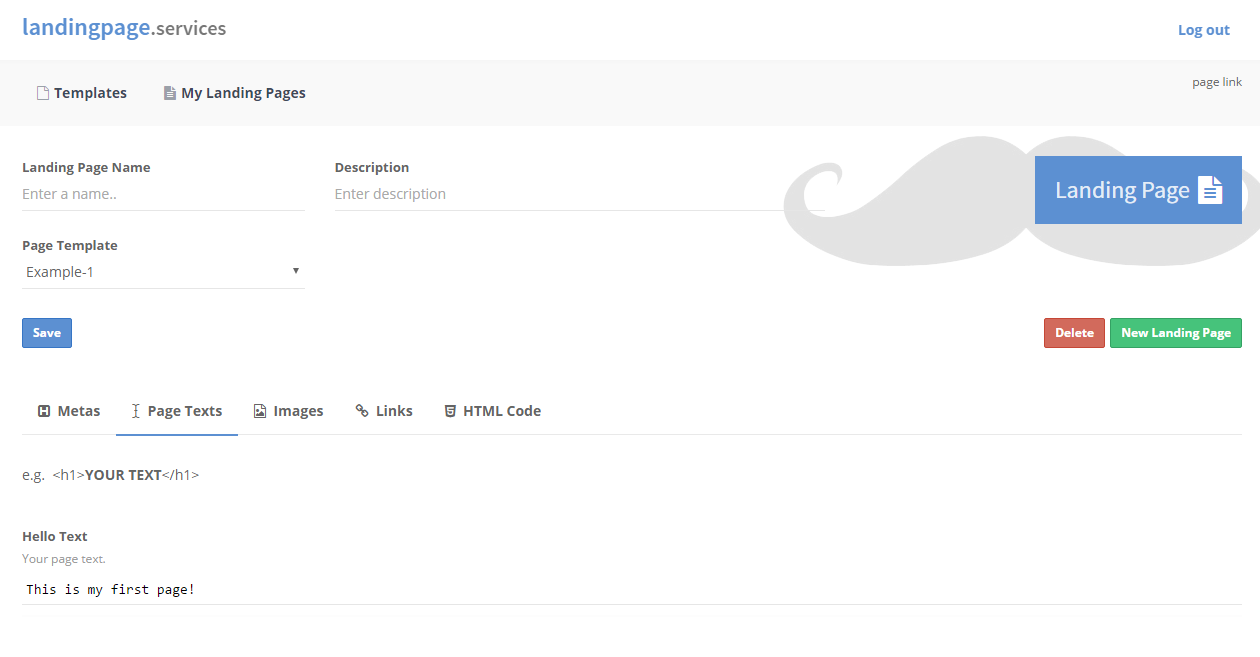 landingpage.services
Log out
Templates
My Landing Pages
page link
Landing Page Name
Description
Landing Page
Enter a name..
Enter description
Page Template
Example-1
Save
Delete
New Landing Page
Metas
Page Texts
Images
Links
HTML Code
e.g. <h1>YOUR TEXT</h1>
Hello Text
Your page text.
This is my first page!